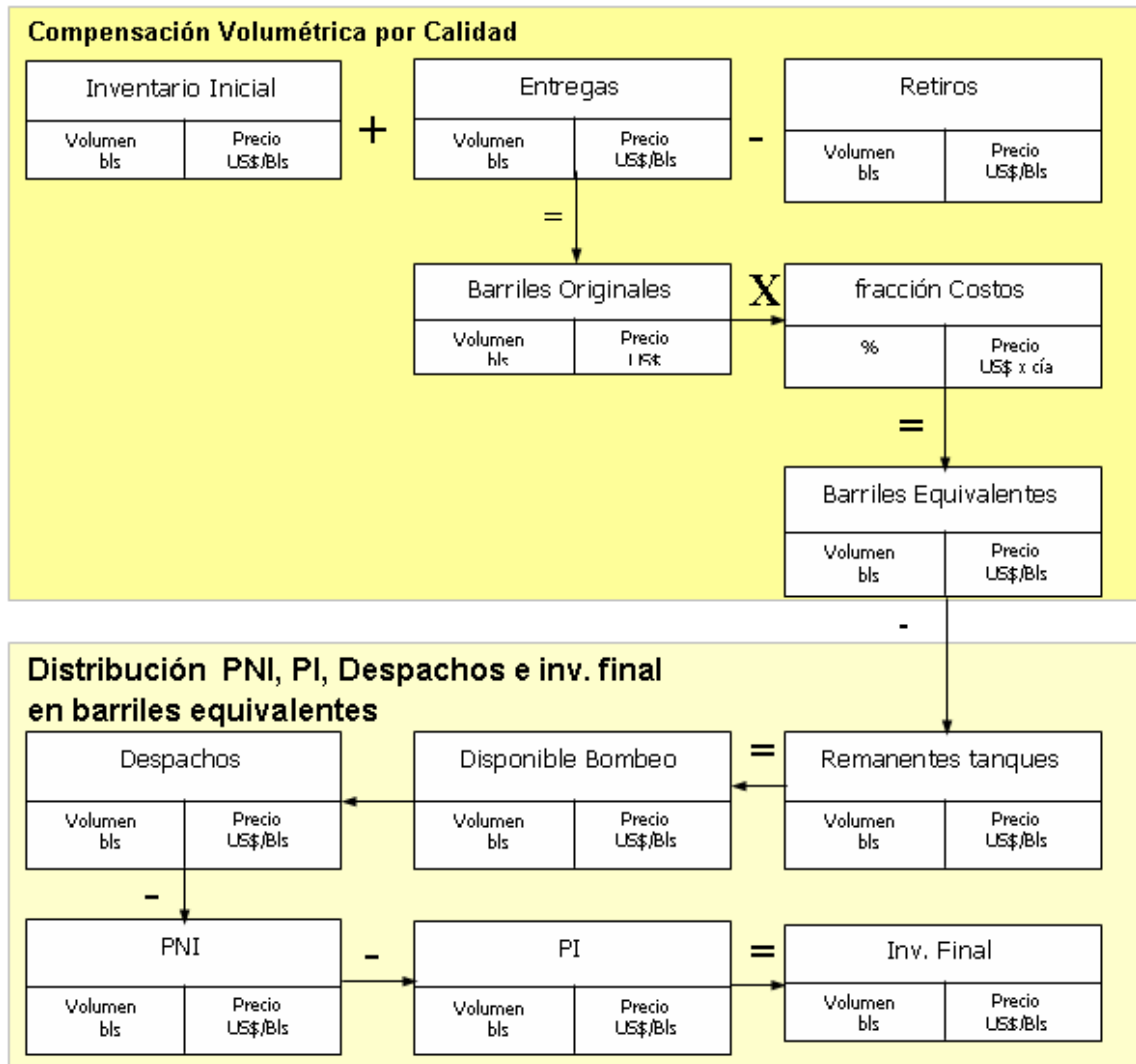 Compensación Volumétrica por Calidad
Inventario Inicial
Volumen
bls
Precio
US$/Bls
+
Entregas
Volumen
bls
Precio
US$/Bls
-
Retiros
Volumen
bls
Precio
US$/Bls
=
Barriles Originales
Volumen
bls
Precio
US$
X
fracción Costos
%
Precio
US$ x cía
=
Barriles Equivalentes
Volumen
bls
Precio
US$/Bls
-
Distribución PNI, PI, Despachos e inv. final
en barriles equivalentes
Despachos
Volumen
bls
Precio
US$/Bls
Disponible Bombeo
Volumen
bls
Precio
US$/Bls
=
Remanentes tanques
Volumen
bls
Precio
US$/Bls
-
PNI
Volumen
bls
Precio
US$/Bls
-
PI
Volumen
bls
Precio
US$/Bls
=
Inv. Final
Volumen
bls
Precio
US$/Bls